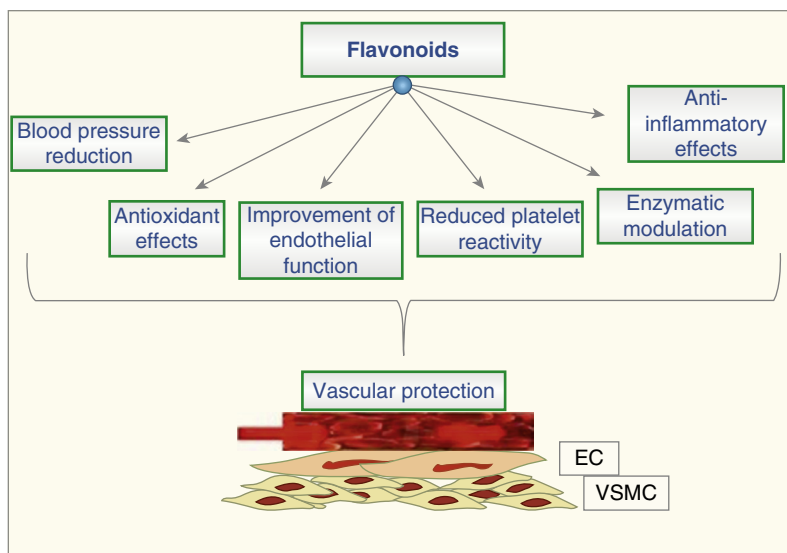 Flavonoids
Blood pressure
reduction
Antioxidant
effects
Improvement of
endothelial
function
Reduced platelet
reactivity
Enzymatic
modulation
Anti-
inflammatory
effects
Vascular protection
EC
VSMC